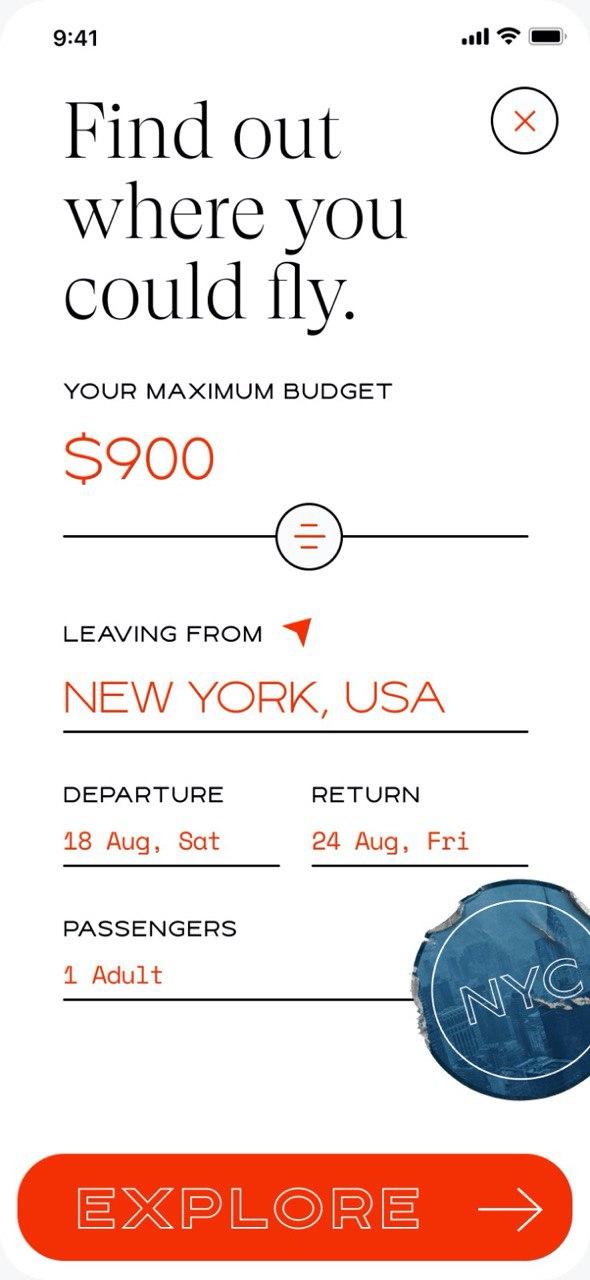 9:41
Find out
where you
could fly.
YOUR MAXIMUM BUDGET
$900
LEAVING FROM
NEW YORK, USA
DEPARTURE RETURN
18 Aug, Sat 24 Aug, Fri
PASSENGERS
1 Adult
NYC
EXPLORE